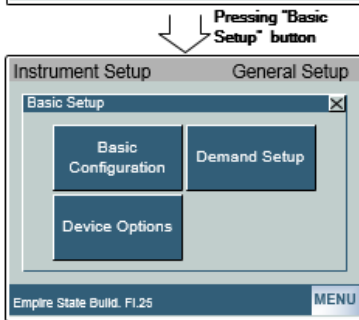 Pressing "Basic
Setup" button
Instrument Setup General Setup
Basic Setup
Basic
Configuration
Demand Setup
Device Options
Empire State Build. Fl.25
MENU